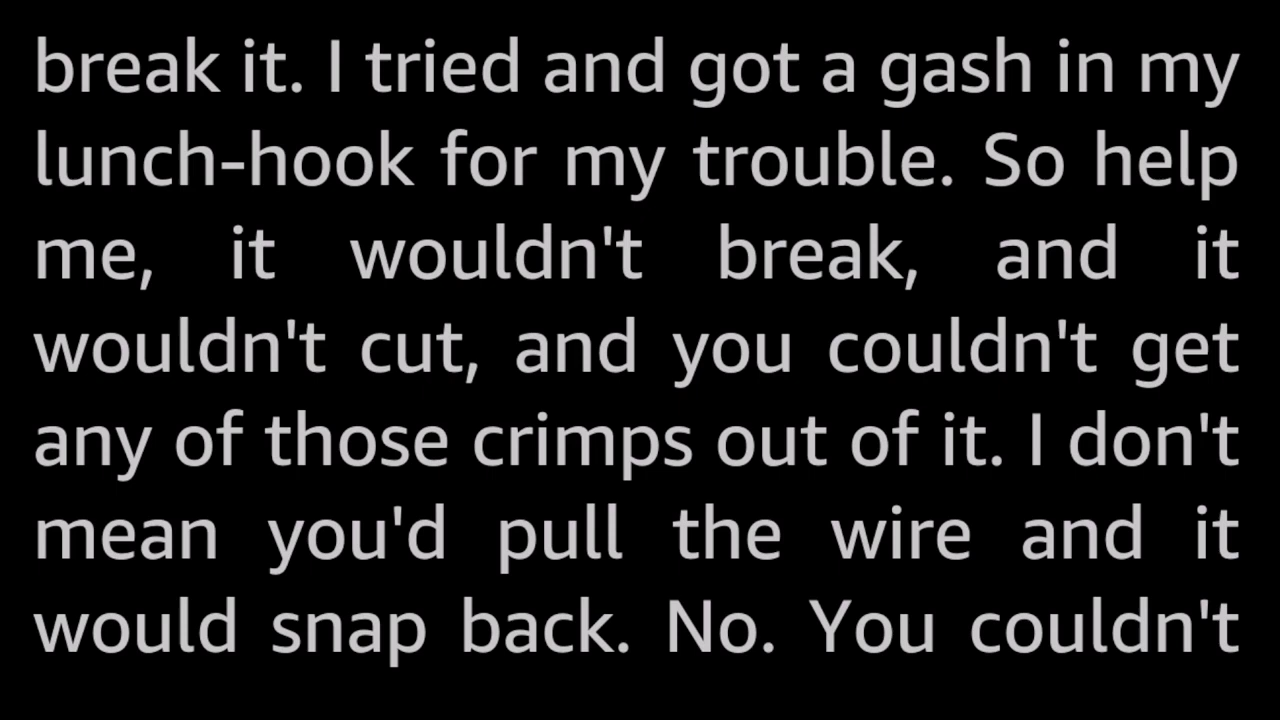 break it. I tried and got a gash in my
lunch-hook for my trouble. So help
me, it wouldn't break, and it
wouldn't cut, and you couldn't get
any of those crimps out of it. I don't
mean you'd pull the wire and it
would snap back. No. You couldn't